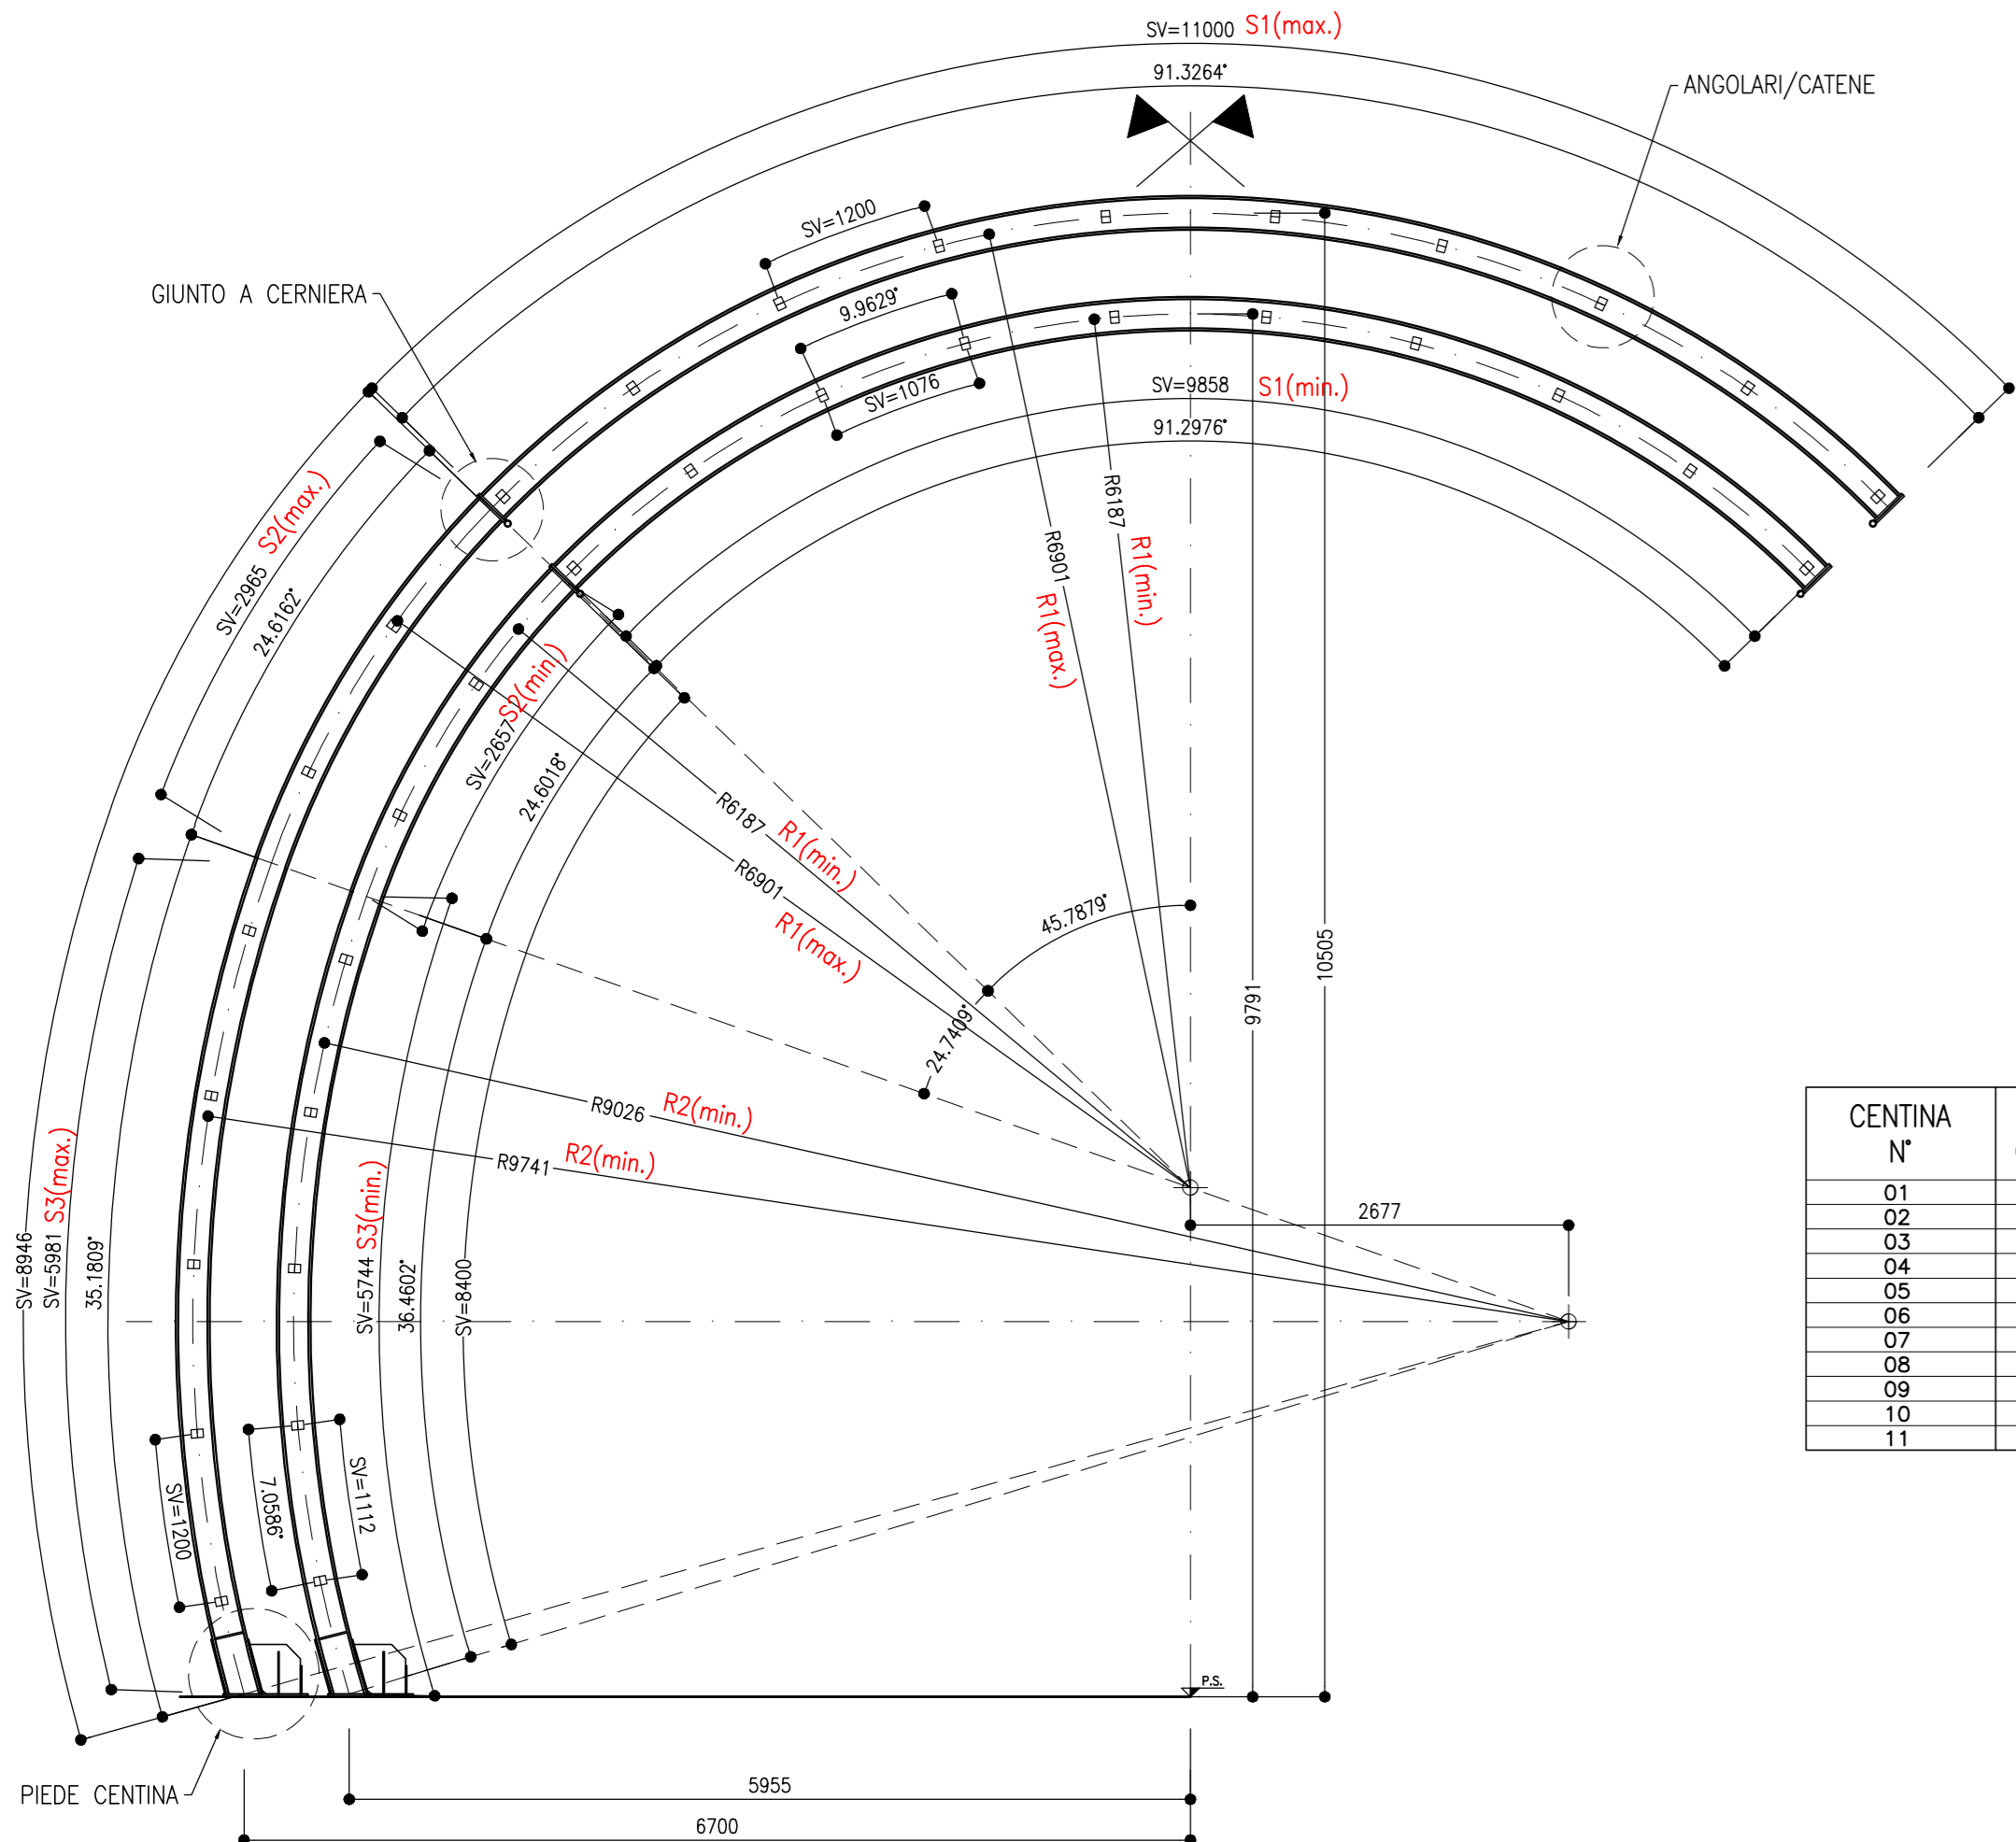 SV=11000 S1(max.)
91.3264°
ANGOLARI/CATENE
SV=1200
GIUNTO A CERNIERA
9.9629°
SV=1076
SV=9858 S1(min.)
91.2976°
R6187 R1(min.)
R6901 R1(max.)
S2(max.)
SV=2965
24.6162°
S2(min)
SV=2657
24.6018°
R6187 R1(min.)
R6901 R1(max.)
45.7879°
24.7409°
10505
9791
R9026 R2(min.)
R9741 R2(min.)
2677
SV=8946
SV=5981 S3(max.)
35.1809°
SV=5744 S3(min.)
36.4602°
SV=8400
SV=1200
7.0586°
SV=1112
P.S.
PIEDE CENTINA
5955
6700
CENTINA
N°
01
02
03
04
05
06
07
08
09
10
11